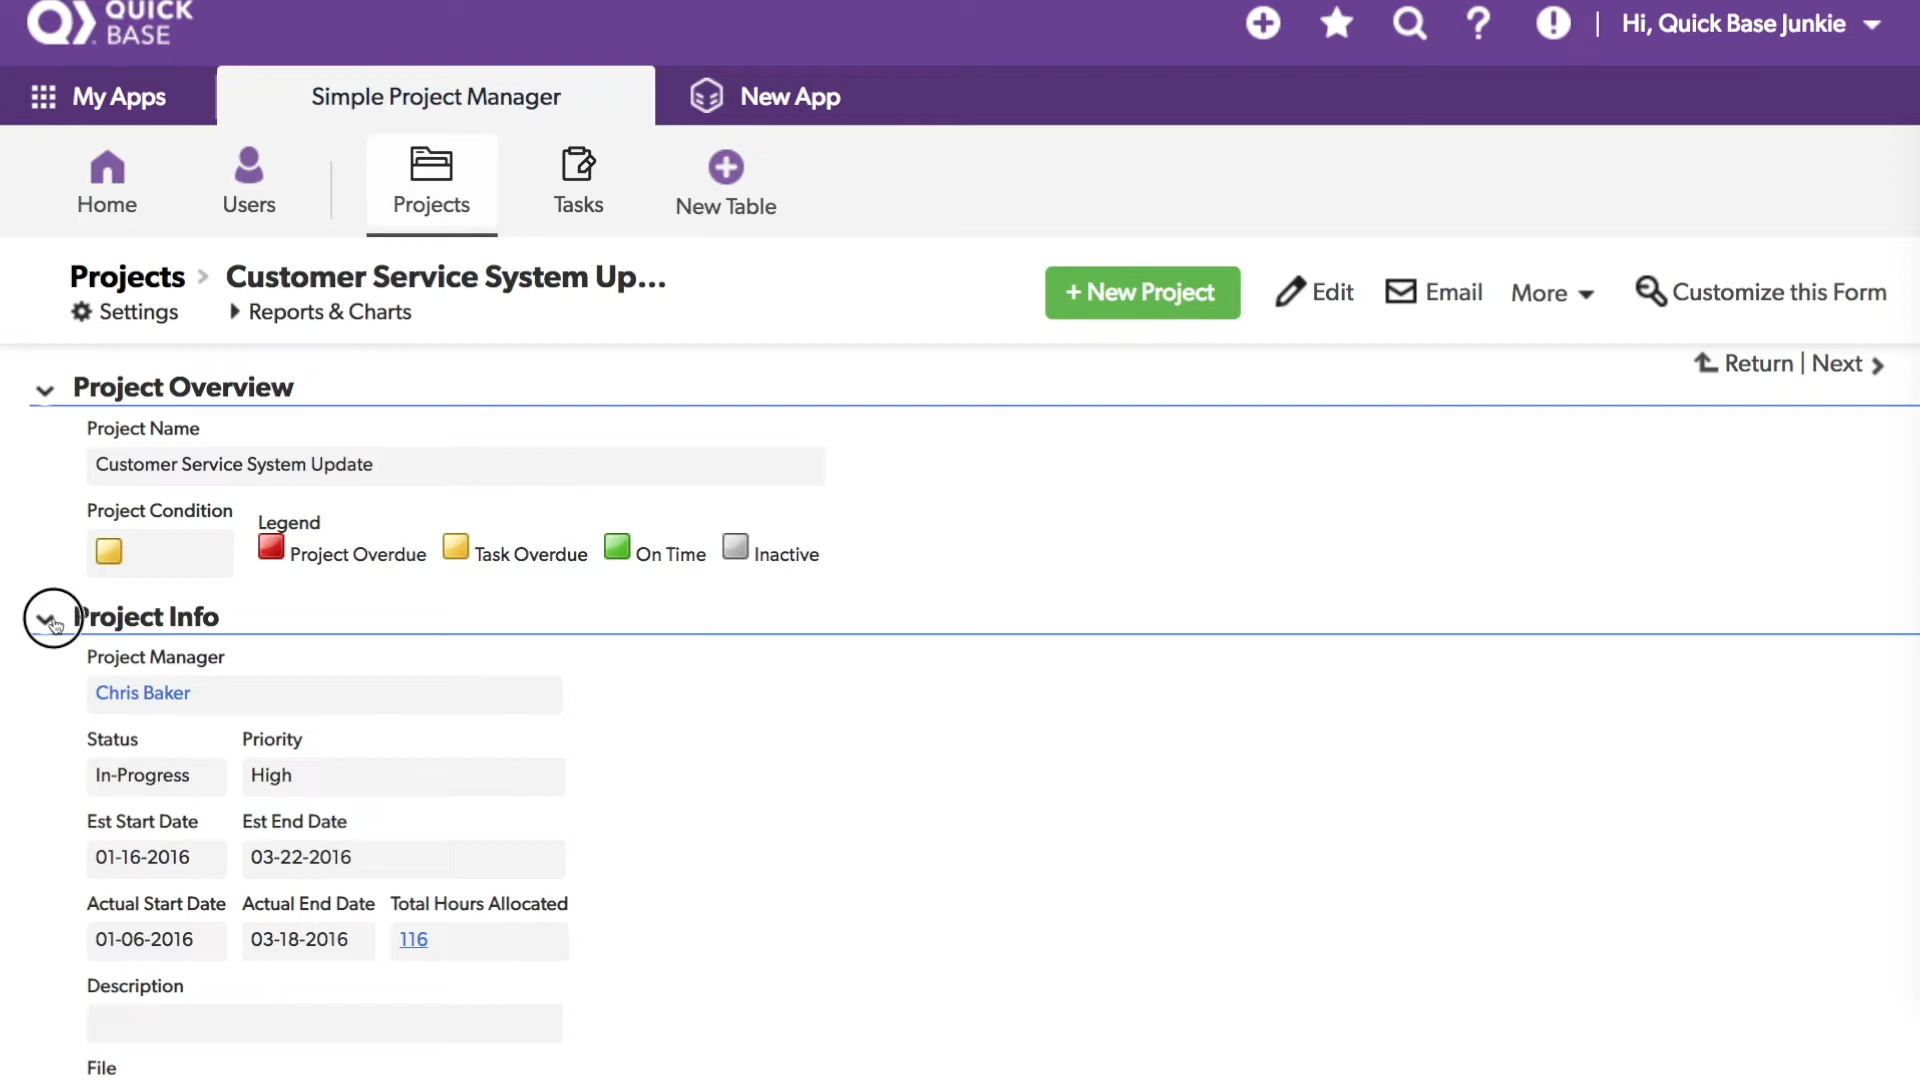 QUICK
BASE
Hi, Quick Base Junkie
My Apps
Simple Project Manager
New App
Home
Users
Projects
Tasks
New Table
Projects > Customer Service System Up...
Settings
Reports & Charts
+ New Project
Edit
Email
More
Customize this Form
Return | Next
Project Overview
Project Name
Customer Service System Update
Project Condition
Legend
Project Overdue
Task Overdue
On Time
Inactive
Project Info
Project Manager
Chris Baker
Status Priority
In-Progress High
Est Start Date Est End Date
01-16-2016 03-22-2016
Actual Start Date Actual End Date Total Hours Allocated
01-06-2016 03-18-2016 116
Description
File